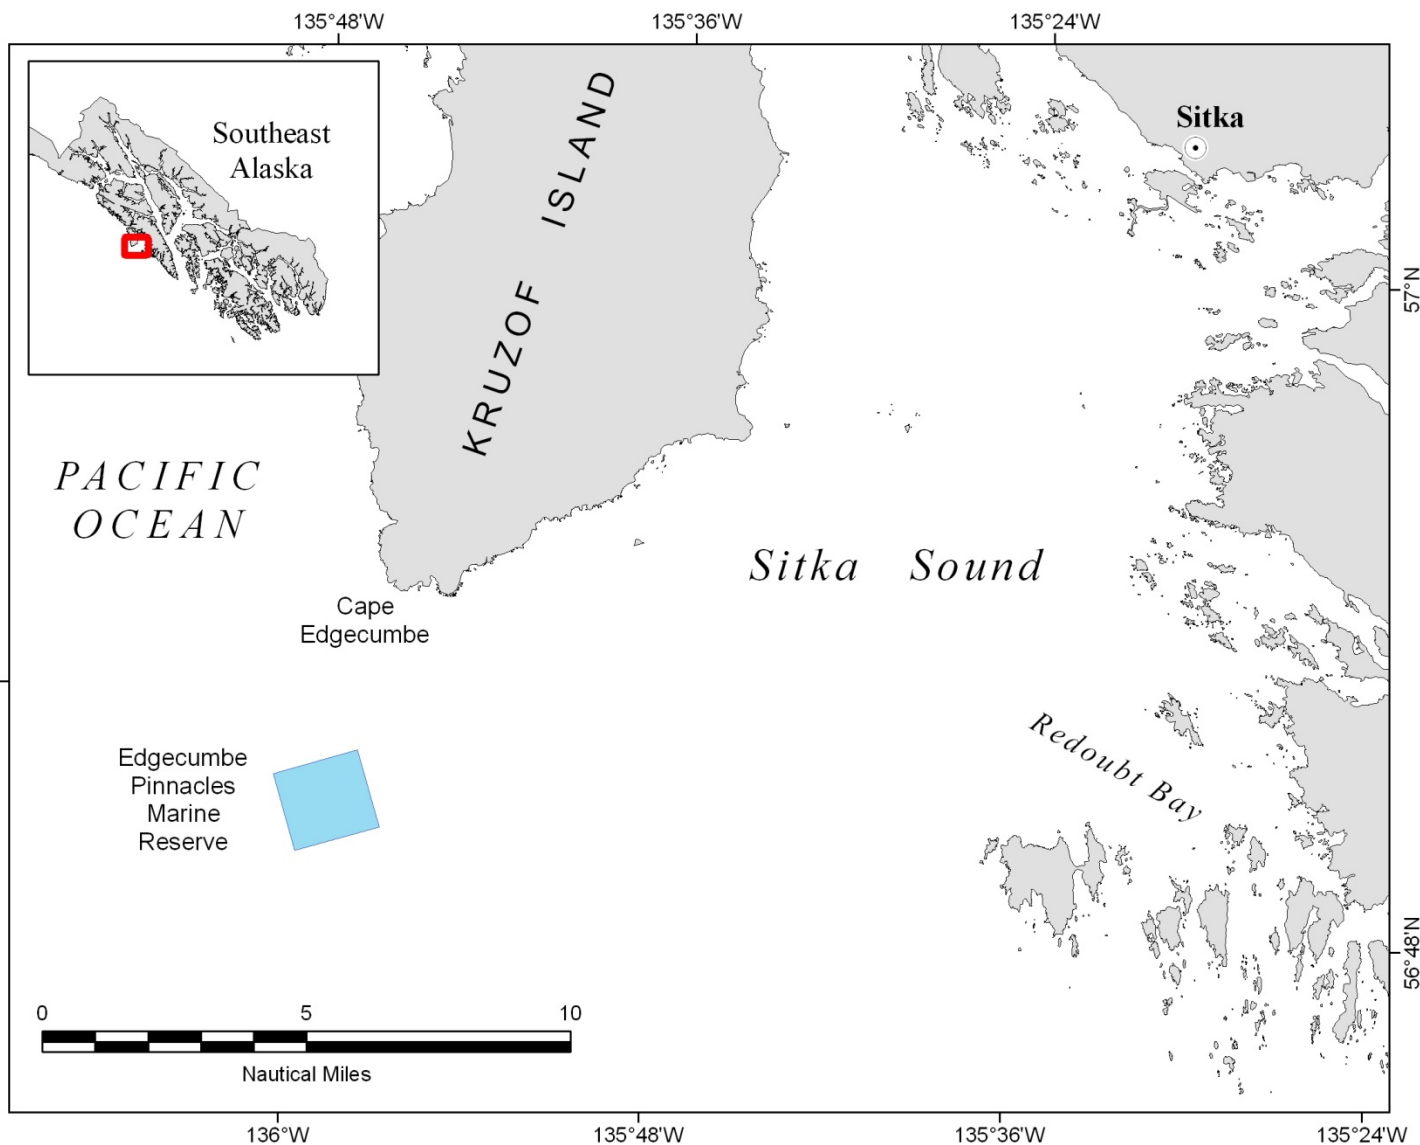 135°48'W
135°36'W
135°24'W
Southeast
Alaska
Sitka
KRUZOF ISLAND
57°N
PACIFIC
OCEAN
Sitka Sound
Cape
Edgecumbe
Redoubt Bay
Edgecumbe
Pinnacles
Marine
Reserve
56°48'N
0 5 10
Nautical Miles
136°W
135°48'W
135°36'W
135°24'W